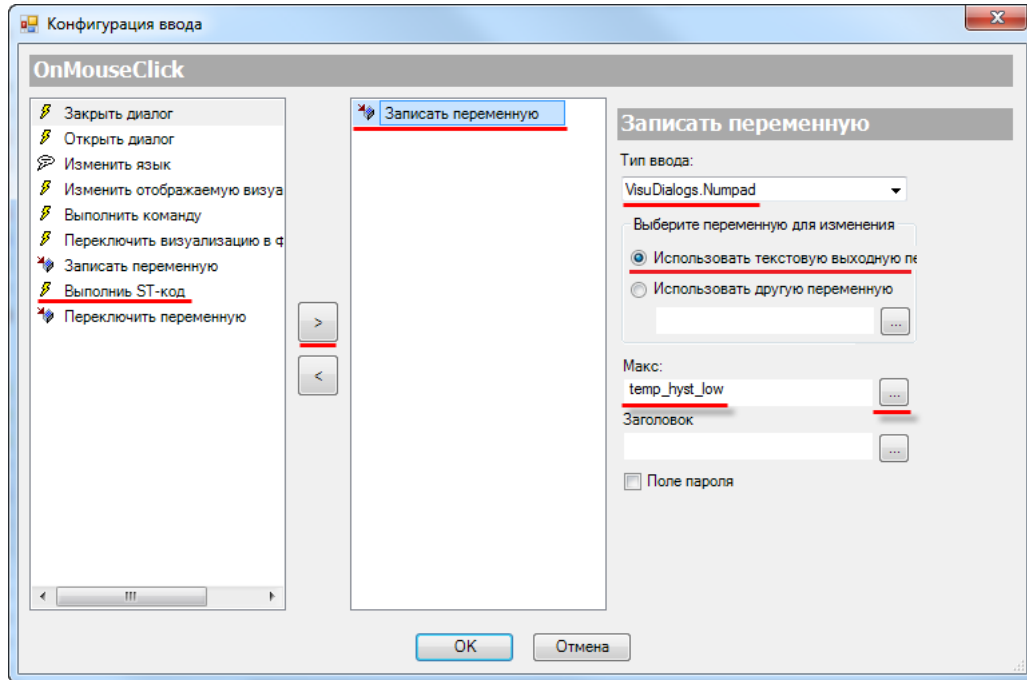 Конфигурация ввода
OnMouseClick
Закрыть диалог
Открыть диалог
Изменить язык
Изменить отображаемую визуа
Выполнить команду
Переключить визуализацию в ф
Записать переменную
Выполниь ST-код
Переключить переменную
>
<
Записать переменную
Записать переменную
Тип ввода:
VisuDialogs.Numpad
Выберите переменную для изменения
Использовать текстовую выходную пе
Использовать другую переменную
...
Макс:
temp_hyst_low
...
Заголовок
...
Поле пароля
OK
Отмена